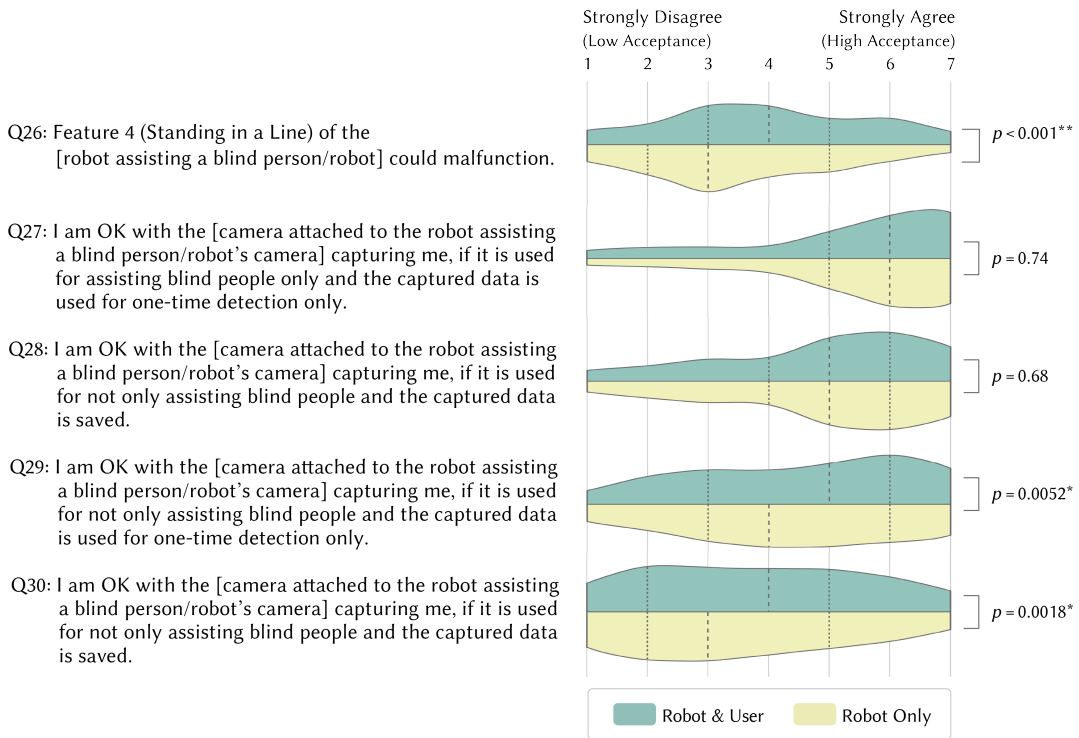 Strongly Disagree
Strongly Agree
(Low Acceptance)
(High Acceptance)
1 2 3 4 5 6 7
Q26: Feature 4 (Standing in a Line) of the
[robot assisting a blind person/robot] could malfunction.
p < 0.001**
Q27: I am OK with the [camera attached to the robot assisting
a blind person/robot's camera] capturing me, if it is used
for assisting blind people only and the captured data is
used for one-time detection only.
p = 0.74
Q28: I am OK with the [camera attached to the robot assisting
a blind person/robot's camera] capturing me, if it is used
for not only assisting blind people and the captured data
is saved.
p = 0.68
Q29: I am OK with the [camera attached to the robot assisting
a blind person/robot's camera] capturing me, if it is used
for not only assisting blind people and the captured data
is used for one-time detection only.
p = 0.0052*
Q30: I am OK with the [camera attached to the robot assisting
a blind person/robot's camera] capturing me, if it is used
for not only assisting blind people and the captured data
is saved.
p = 0.0018*
Robot & User
Robot Only